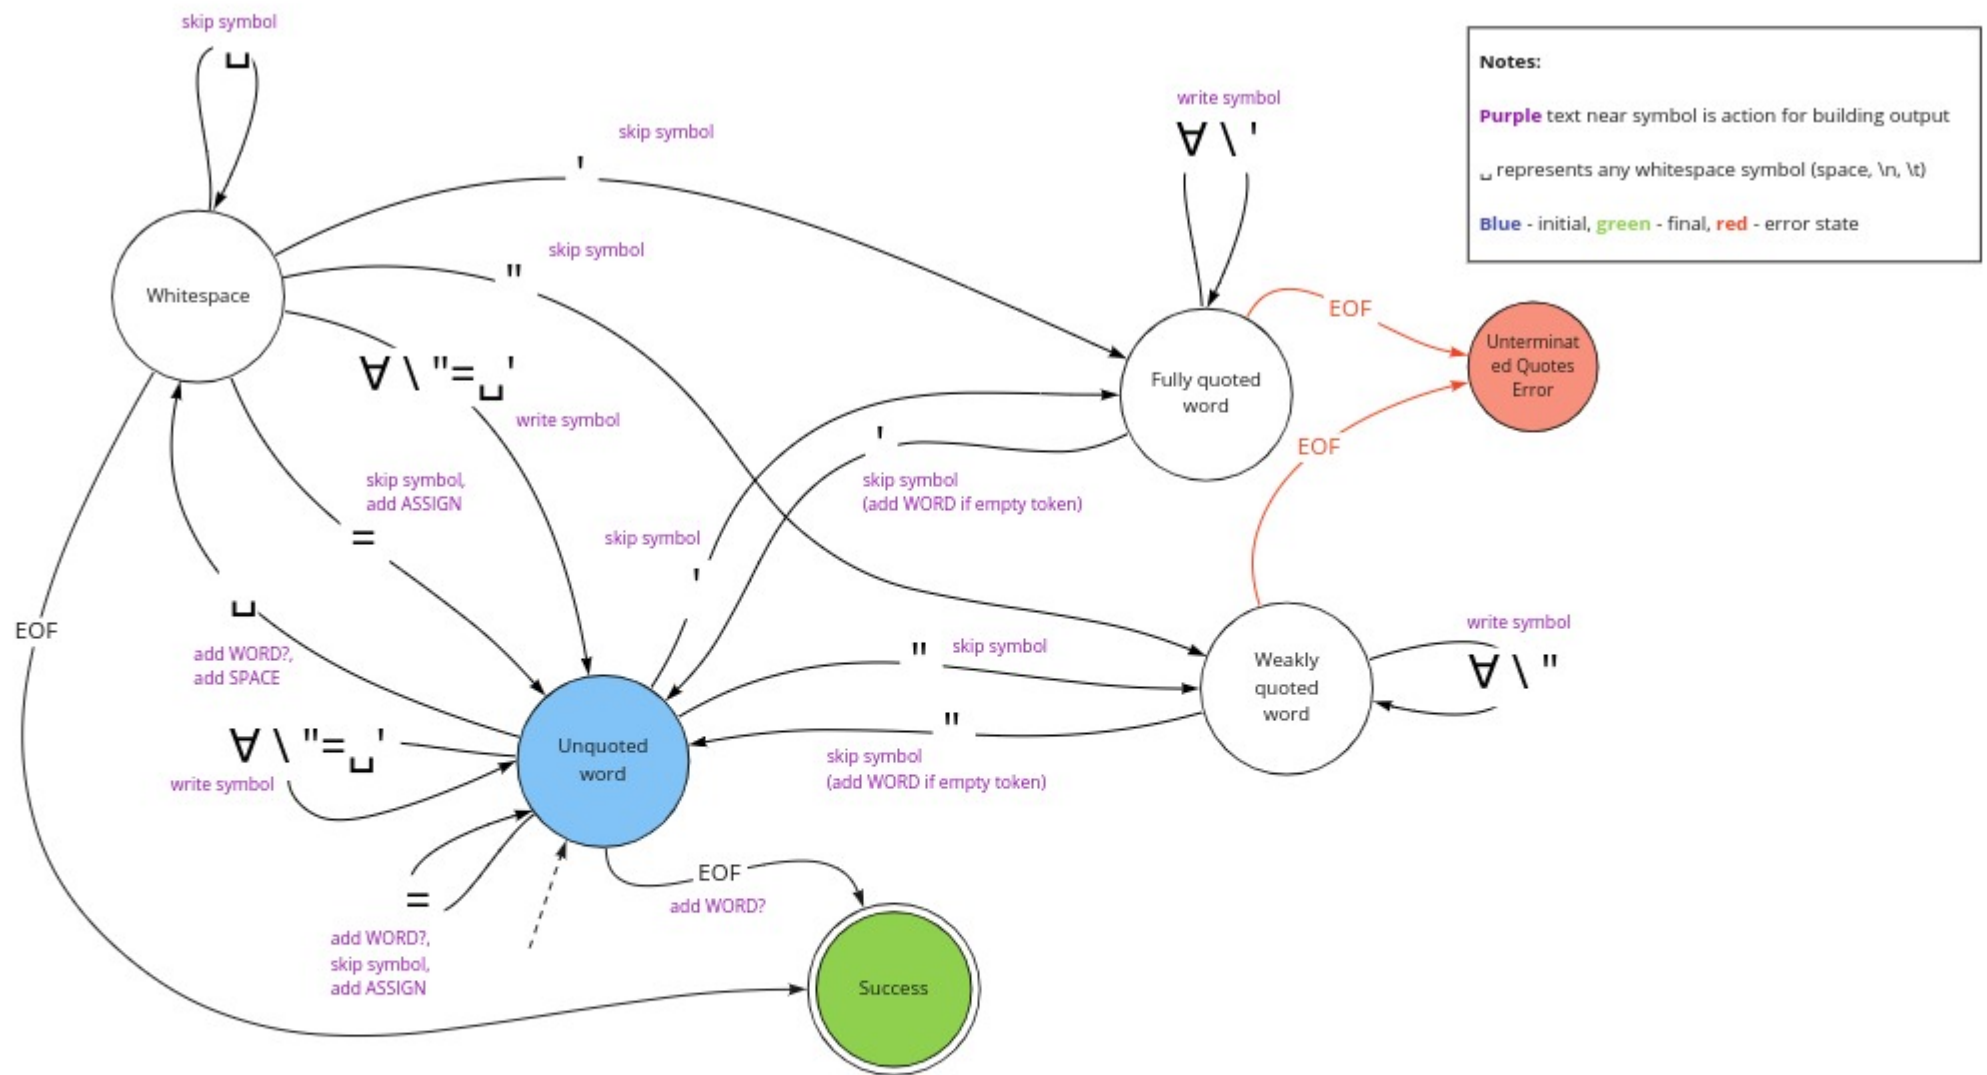 skip symbol
␣
Notes:
Purple text near symbol is action for building output
␣ represents any whitespace symbol (space, \n, \t)
Blue - initial, green - final, red - error state
write symbol
∀ \ '
skip symbol
'
skip symbol
"
Whitespace
EOF
Unterminat
ed Quotes
Error
∀ \ "=␣'
write symbol
Fully quoted
word
'
skip symbol
(add WORD if empty token)
EOF
skip symbol,
add ASSIGN
=
skip symbol
'
␣
EOF
add WORD?,
add SPACE
" skip symbol
Weakly
quoted
word
write symbol
∀ \ "
"
skip symbol
(add WORD if empty token)
∀ \ "=␣'
write symbol
Unquoted
word
=
add WORD?,
skip symbol,
add ASSIGN
EOF
add WORD?
Success